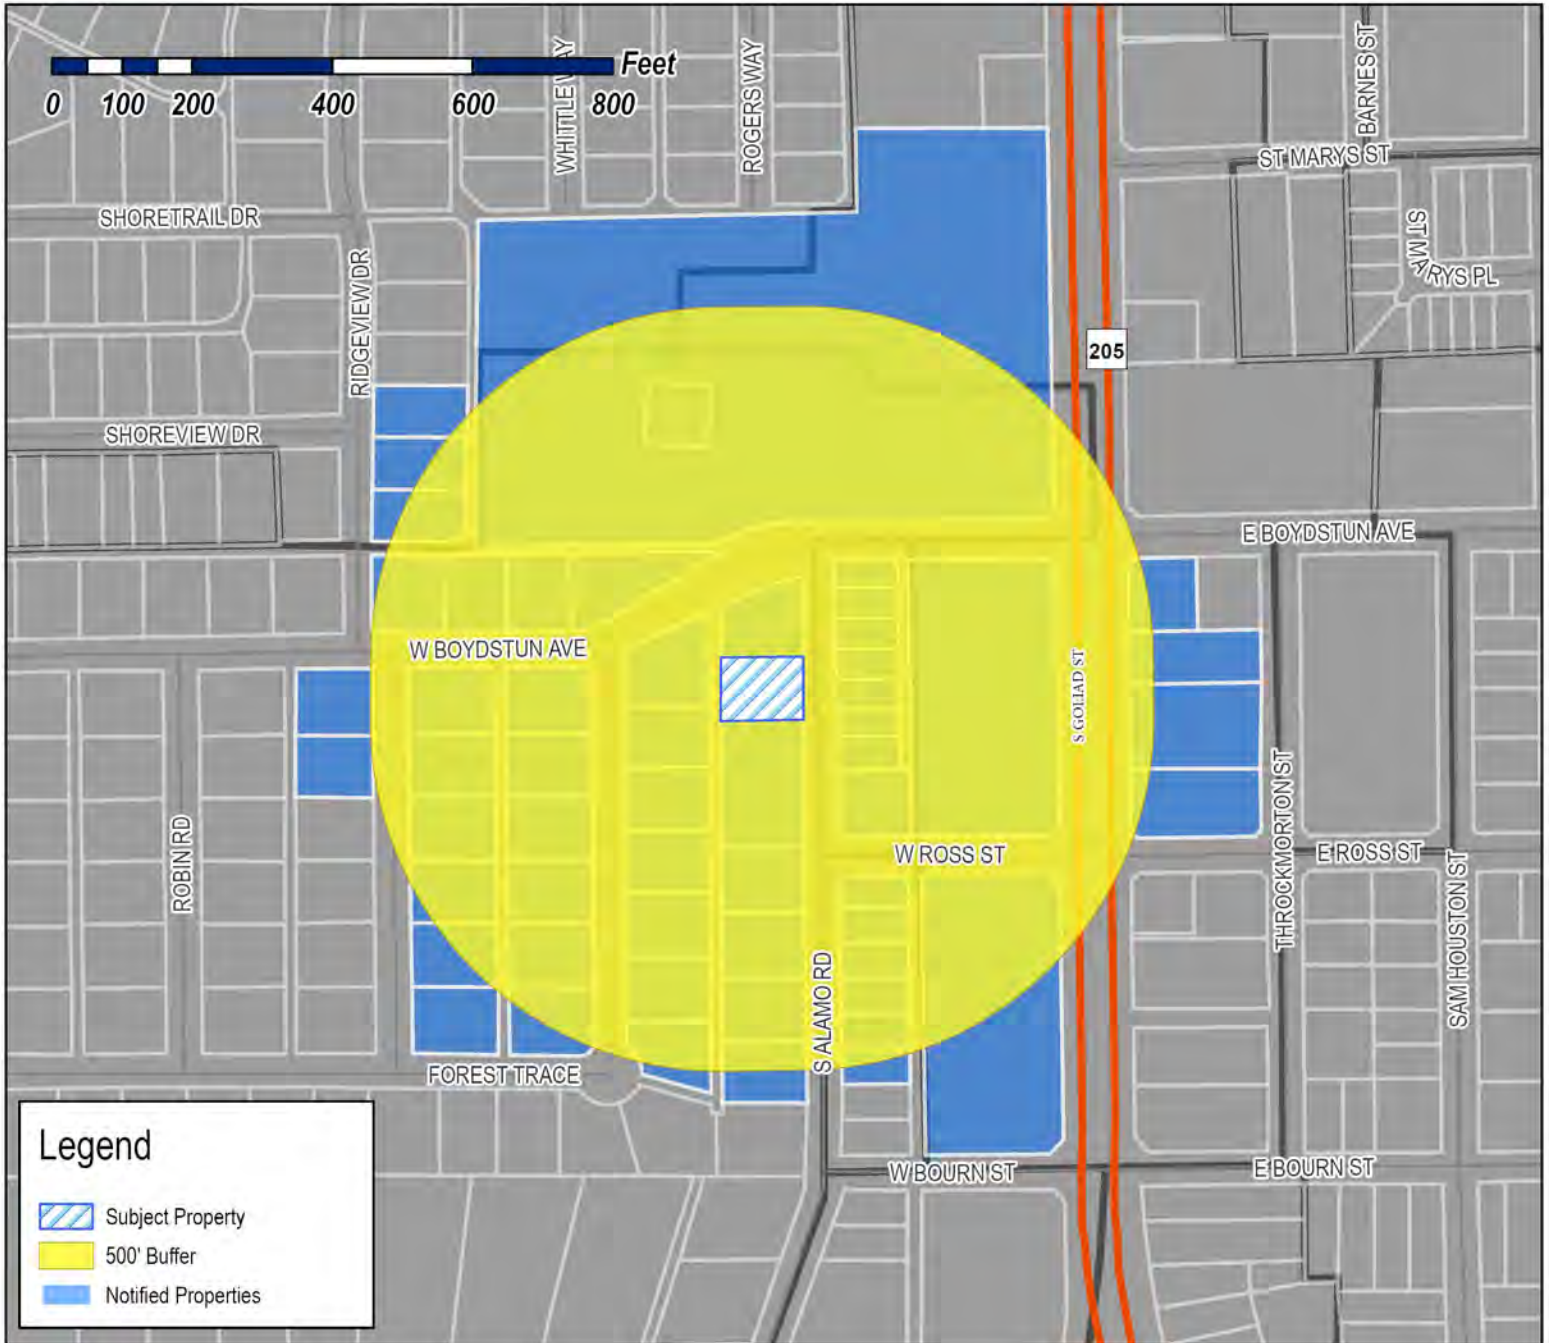 Feet
0 100 200 400 600 800
WHITTLE WAY
ROGERS WAY
BARNES ST
ST MARYS ST
SHORETRAIL DR
ST MARYS PL
RIDGEVIEW DR
205
SHOREVIEW DR
E BOYDSTUN AVE
W BOYDSTUN AVE
S GOLIAD ST
THROCKMORTON ST
ROBIN RD
W ROSS ST
E ROSS ST
SAM HOUSTON ST
S ALAMO RD
FOREST TRACE
W BOURN ST
E BOURN ST
Legend
Subject Property
500' Buffer
Notified Properties